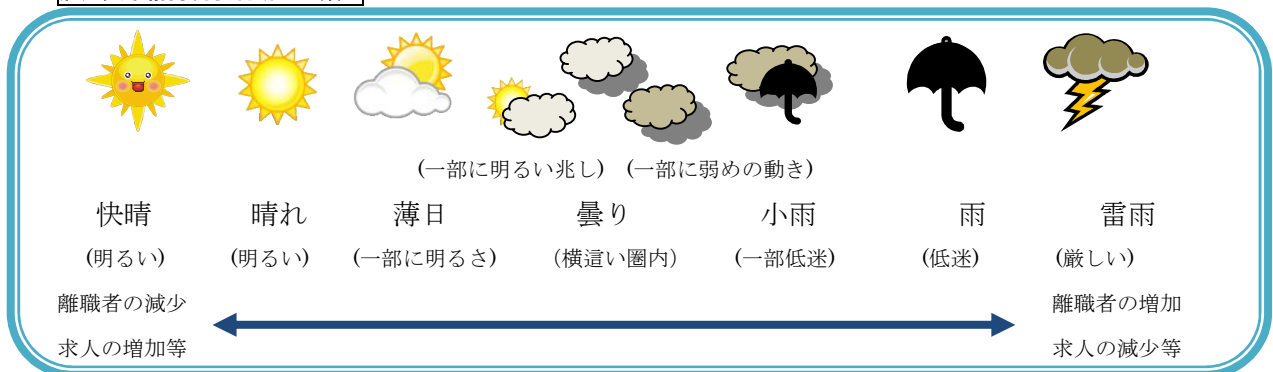 (一部に明るい兆し) (一部に弱めの動き)
快晴 晴れ 薄日 曇り 小雨 雨 雷雨
(明るい) (明るい) (一部に明るさ) (横這い圏内) (一部低迷) (低迷) (厳しい)
離職者の減少 離職者の増加
求人の増加等 求人の減少等